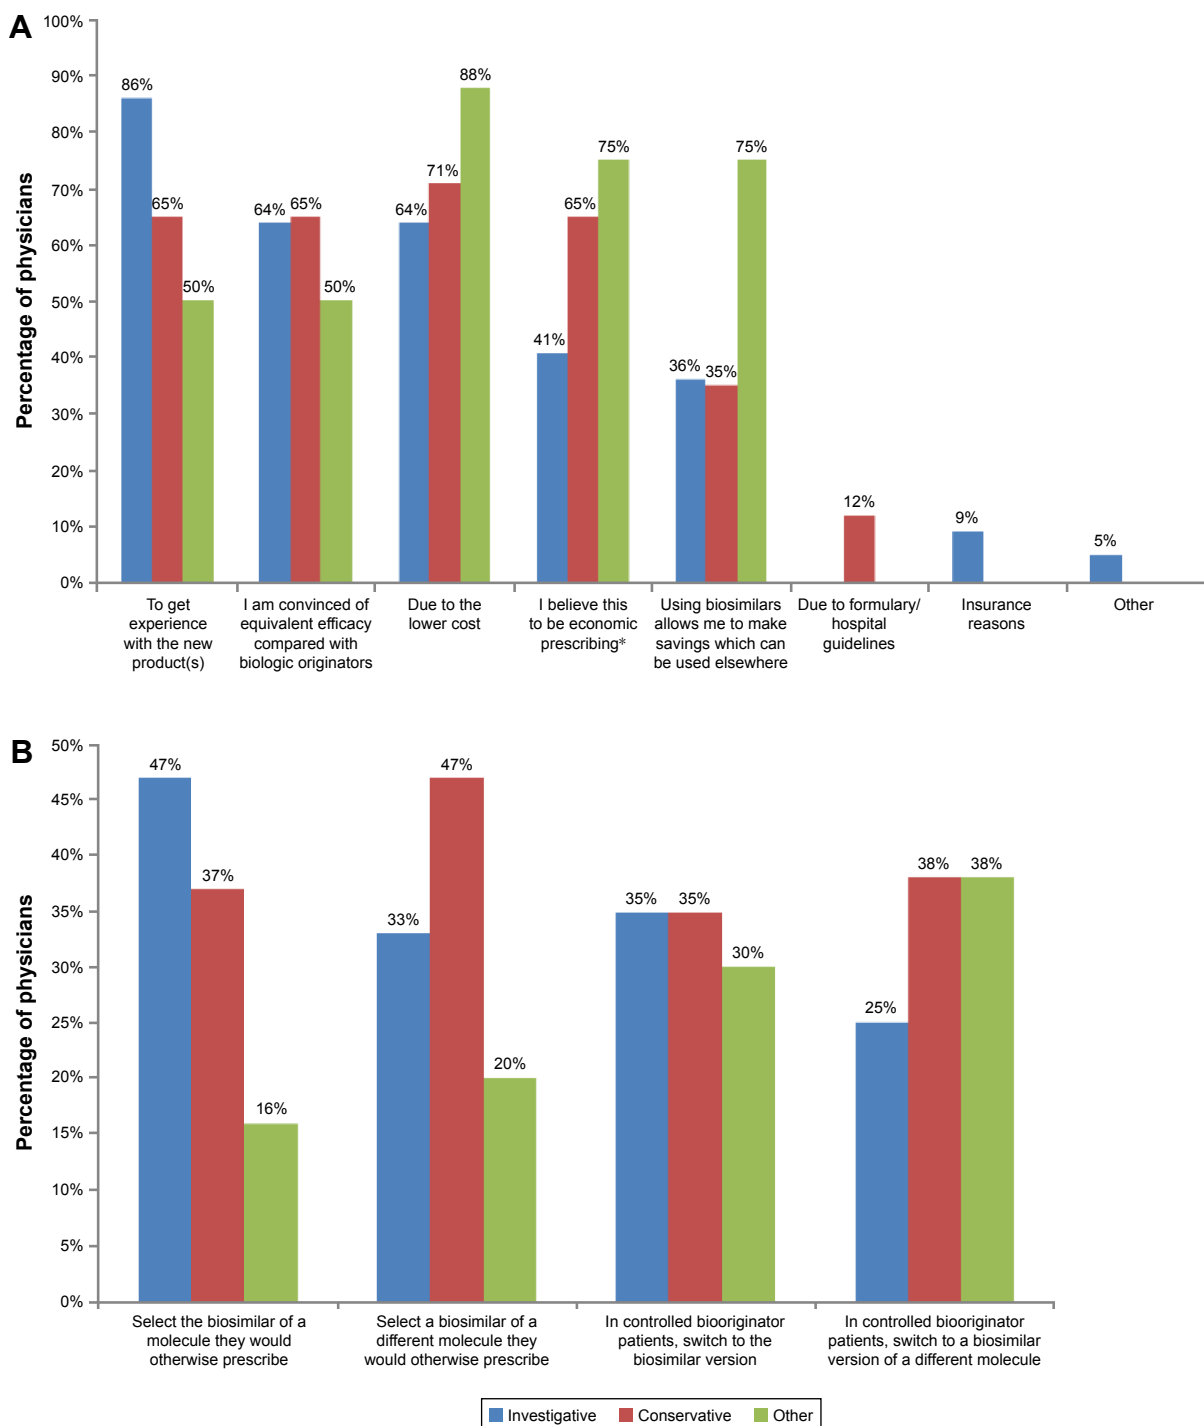 A
Percentage of physicians
100%
90%
80%
70%
60%
50%
40%
30%
20%
10%
0%
86%
65%
50%
64%
65%
50%
64%
71%
88%
41%
65%
75%
36%
35%
75%
12%
9%
5%
To get
experience
with the new
product(s)
I am convinced of
equivalent efficacy
compared with
biologic originators
Due to the
lower cost
I believe this
to be economic
prescribing*
Using biosimilars
allows me to make
savings which can
be used elsewhere
Due to formulary/
hospital
guidelines
Insurance
reasons
Other
B
Percentage of physicians
50%
45%
40%
35%
30%
25%
20%
15%
10%
5%
0%
47%
37%
16%
33%
47%
20%
35%
35%
30%
25%
38%
38%
Select the biosimilar of a
molecule they would
otherwise prescribe
Select a biosimilar of a
different molecule they
would otherwise prescribe
In controlled biooriginator
patients, switch to the
biosimilar version
In controlled biooriginator
patients, switch to a biosimilar
version of a different molecule
Investigative
Conservative
Other